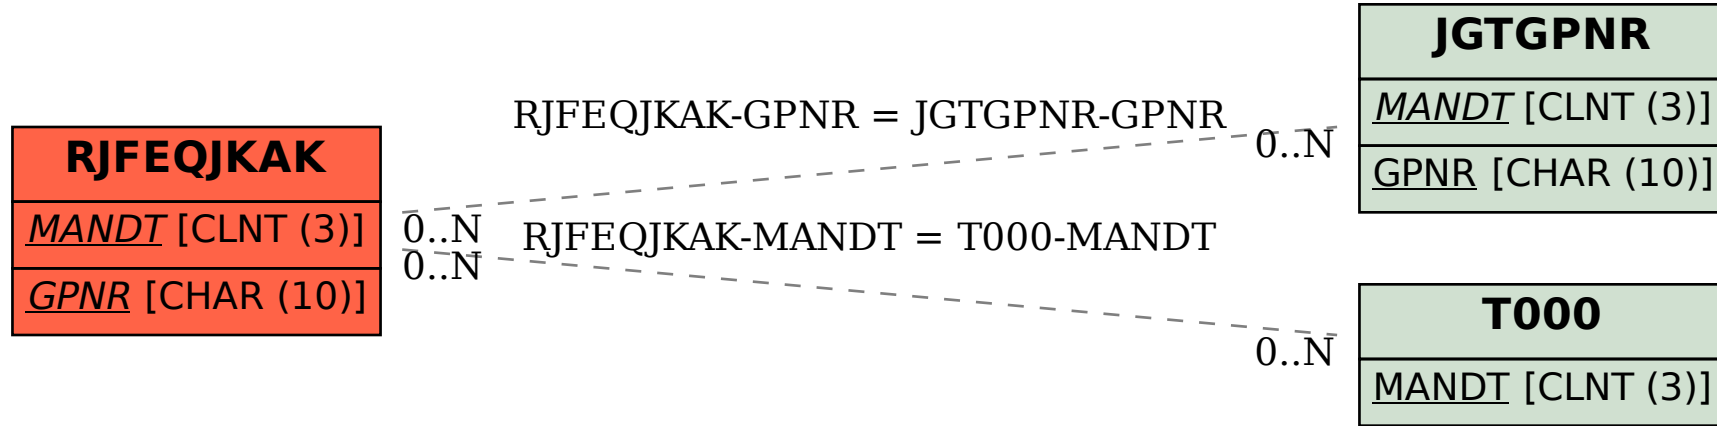 RJFEQJKAK
MANDT [CLNT (3)]
GPNR [CHAR (10)]
RJFEQJKAK-GPNR = JGTGPNR-GPNR
0..N
0..N
RJFEQJKAK-MANDT = T000-MANDT
0..N
0..N
JGTGPNR
MANDT [CLNT (3)]
GPNR [CHAR (10)]
T000
MANDT [CLNT (3)]